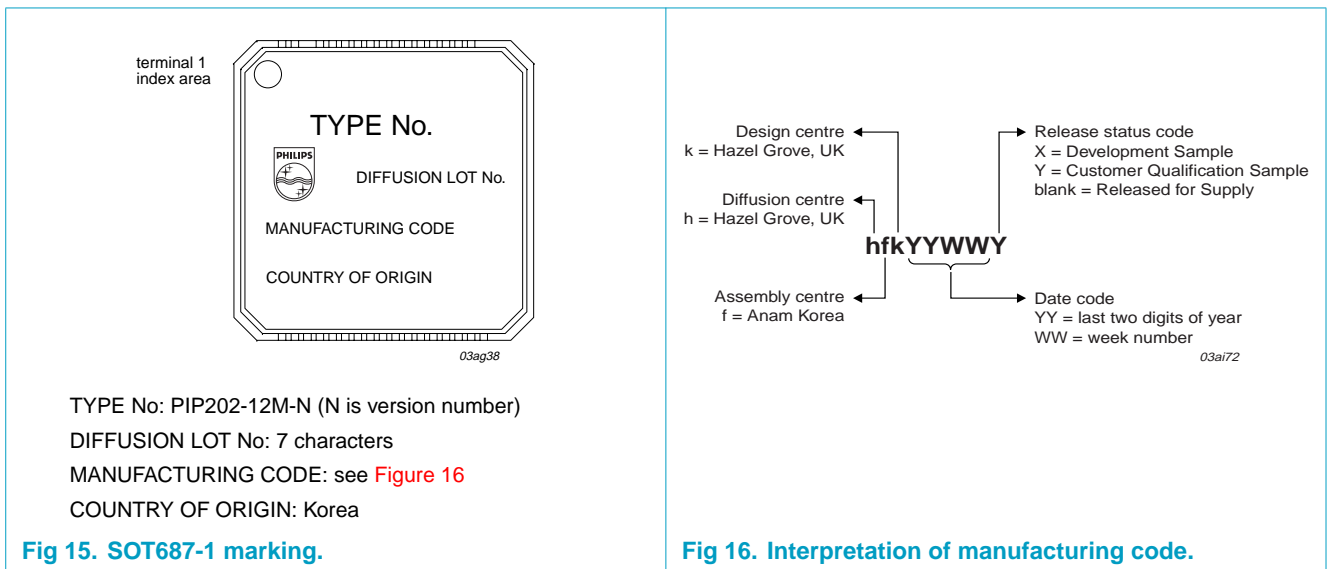 terminal 1
index area
TYPE No.
PHILIPS
DIFFUSION LOT No.
MANUFACTURING CODE
COUNTRY OF ORIGIN
03ag38
TYPE No: PIP202-12M-N (N is version number)
DIFFUSION LOT No: 7 characters
MANUFACTURING CODE: see Figure 16
COUNTRY OF ORIGIN: Korea
Fig 15. SOT687-1 marking.
Design centre
k = Hazel Grove, UK
Diffusion centre
h = Hazel Grove, UK
Assembly centre
f = Anam Korea
hfkYYWWY
Release status code
X = Development Sample
Y = Customer Qualification Sample
blank = Released for Supply
Date code
YY = last two digits of year
WW = week number
03ai72
Fig 16. Interpretation of manufacturing code.